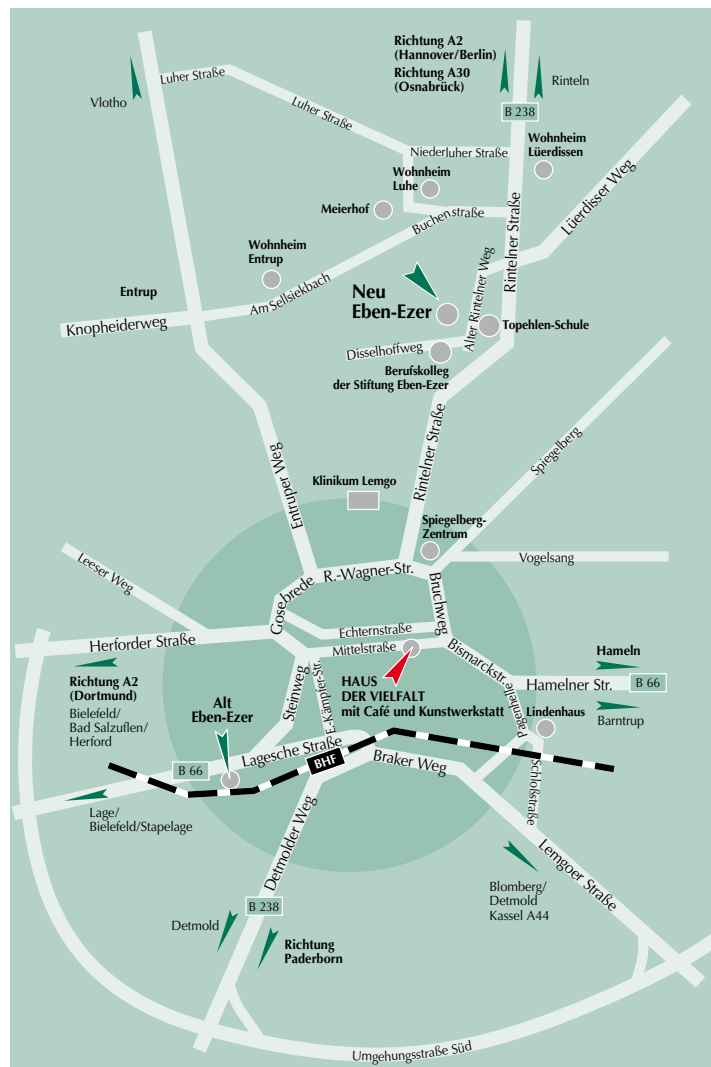 Richtung A2
(Hannover/Berlin)
Richtung A30
(Osnabrück)
Rinteln
B 238
Vlotho
Luher Straße
Luher Straße
Niederluher Straße
Wohnheim
Lüerdissen
Wohnheim
Luhe
Meierhof
Buchenstraße
Lüerdisser Weg
Rintelner Straße
Wohnheim
Entrup
Entrup
Am Sellsiekbach
Knopheiderweg
Neu
Eben-Ezer
Alter Rintelner Weg
Topehlen-Schule
Disselhoffweg
Berufskolleg
der Stiftung Eben-Ezer
Rintelner Straße
Spiegelberg
Entruper Weg
Klinikum Lemgo
Spiegelberg-
Zentrum
Vogelsang
Leeser Weg
R.-Wagner-Str.
Gosebrede
Bruchweg
Herforder Straße
Echternstraße
Mittelstraße
Bismarckstr.
Hameln
Hamelner Str.
B 66
Barntrup
Richtung A2
(Dortmund)
Bielefeld/
Bad Salzuflen/
Herford
Steinweg
E.-Kämpfer-Str.
HAUS
DER VIELFALT
mit Café und Kunstwerkstatt
Pagenhelle
Lindenhaus
Alt
Eben-Ezer
Lagesche Straße
B 66
BHF
Braker Weg
Schloßstraße
Lage/
Bielefeld/Stapelage
Detmolder Weg
Lemgoer Straße
Blomberg/
Detmold
Kassel A44
B 238
Detmold
Richtung
Paderborn
Umgehungsstraße Süd